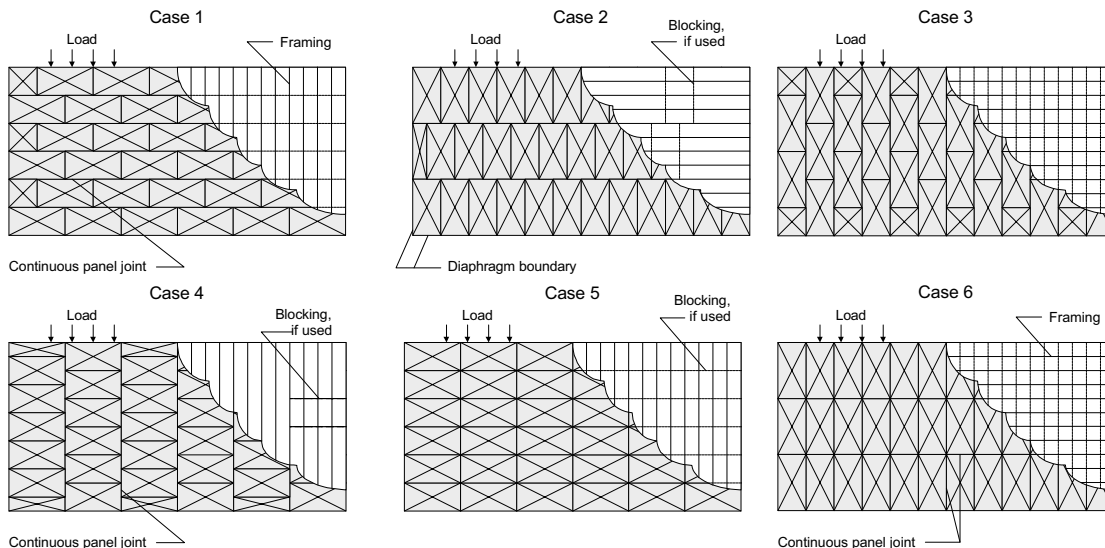 Case 1
Load
Framing
Continuous panel joint
Case 2
Load
Blocking,
if used
Diaphragm boundary
Case 3
Load
Case 4
Load
Blocking,
if used
Continuous panel joint
Case 5
Load
Blocking,
if used
Case 6
Load
Framing
Continuous panel joint